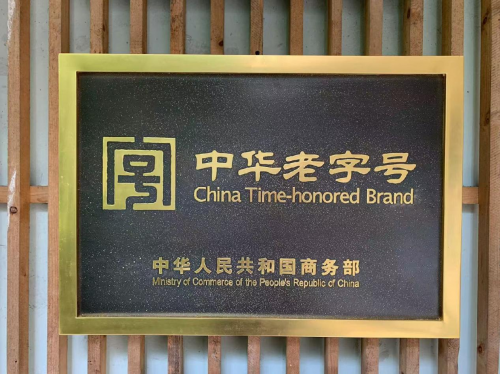 中华老字号
China Time-honored Brand
中华人民共和国商务部
Ministry of Commerce of the People's Republic of China